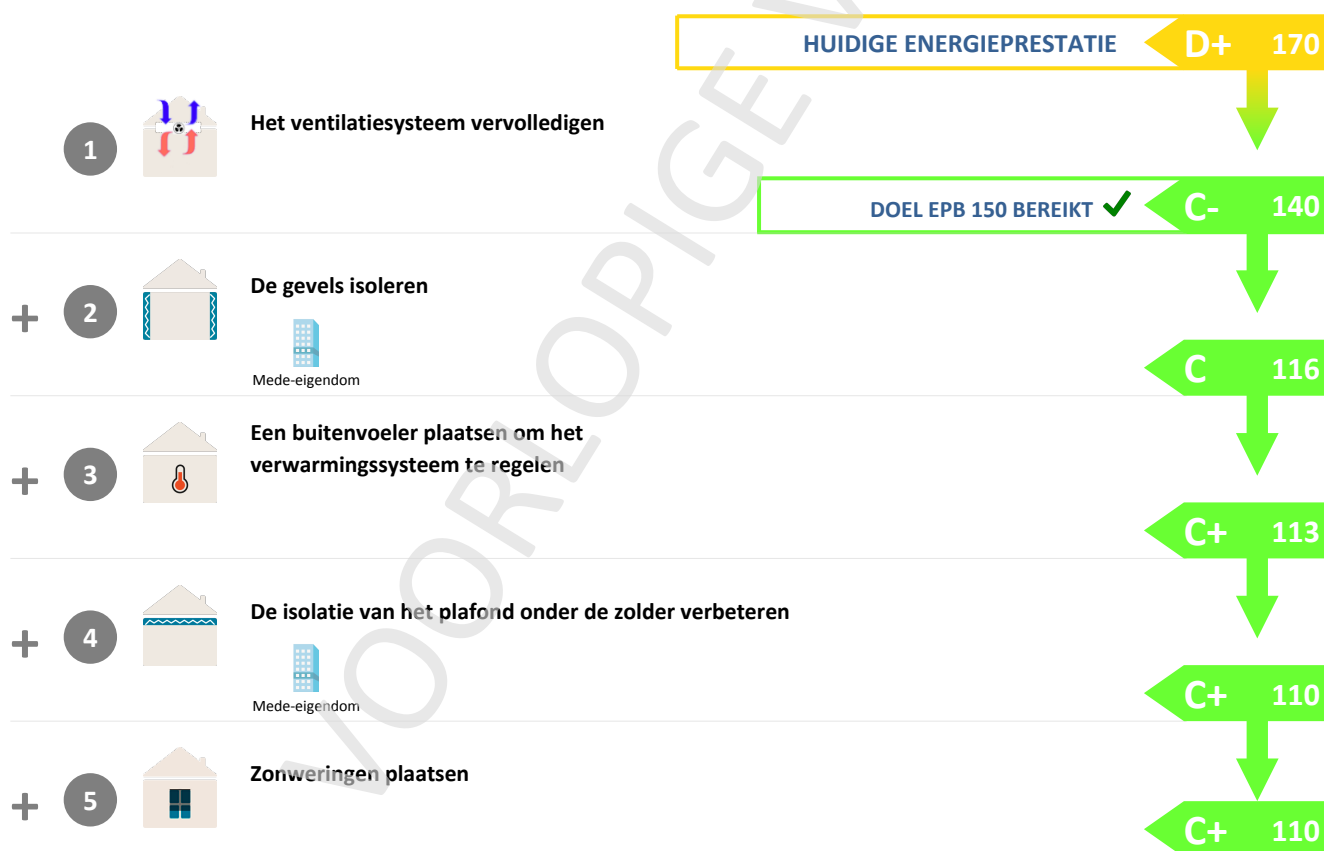 HUIDIGE ENERGIEPRESTATIE D+ 170
1 Het ventilatiesysteem vervolledigen
DOEL EPB 150 BEREIKT C- 140
+ 2 De gevels isoleren
Mede-eigendom
C 116
+ 3 Een buitenvoeler plaatsen om het
verwarmingssysteem te regelen
C+ 113
+ 4 De isolatie van het plafond onder de zolder verbeteren
Mede-eigendom
C+ 110
+ 5 Zonweringen plaatsen
C+ 110
VOORLOPIGE V